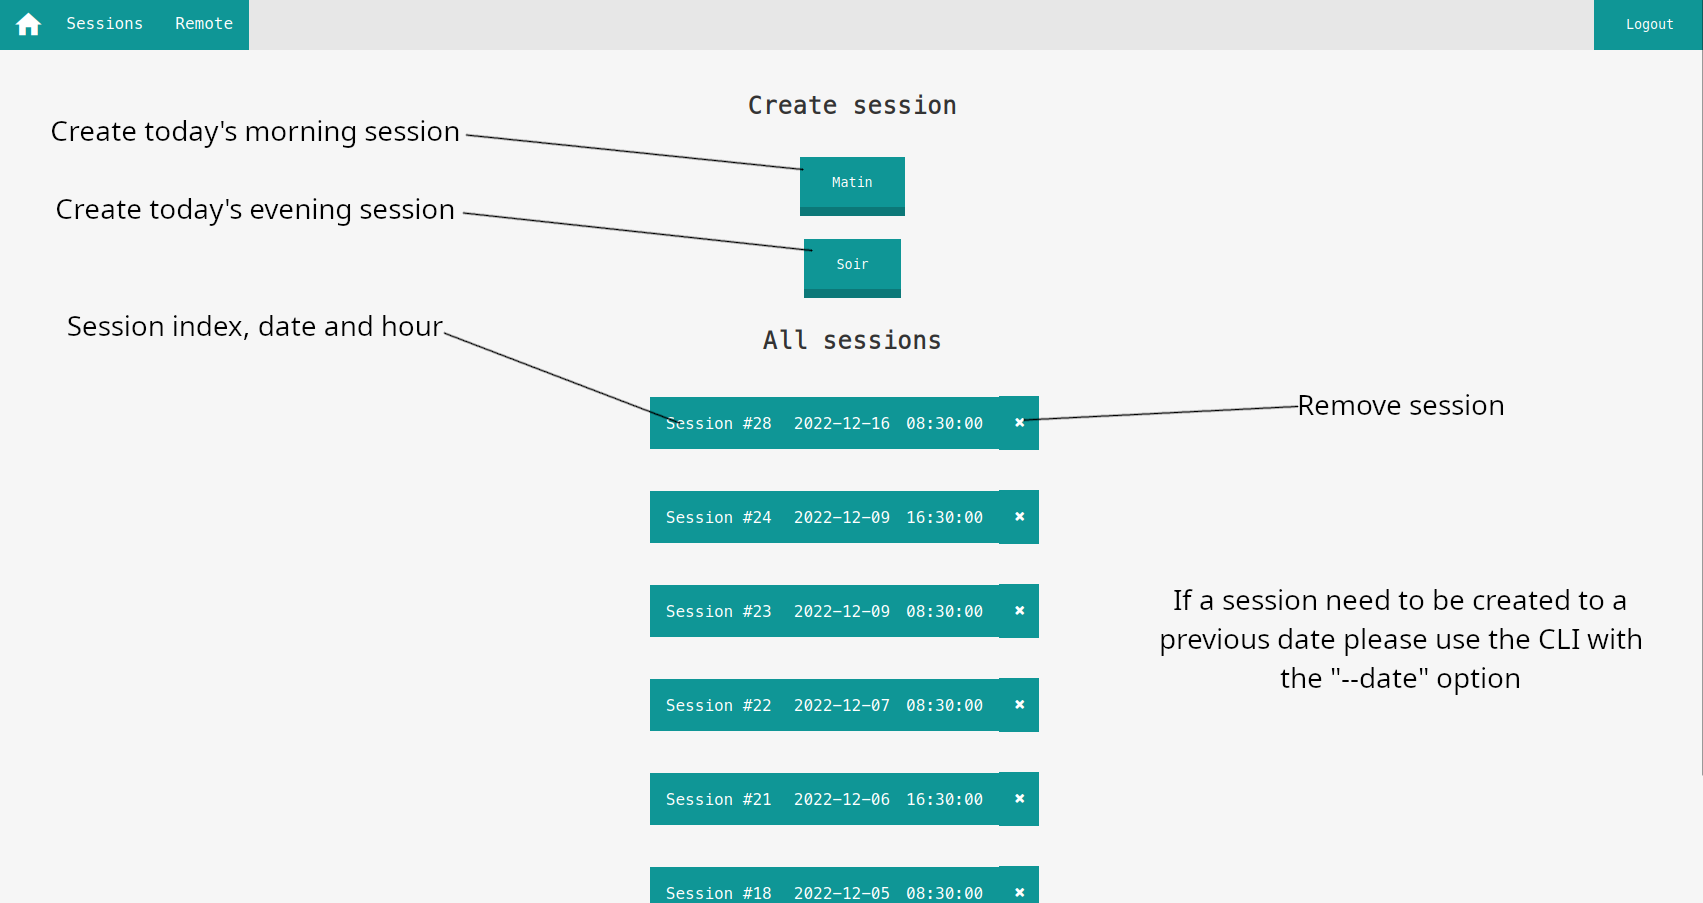 Sessions Remote Logout
Create session
Create today's morning session
Matin
Create today's evening session
Soir
Session index, date and hour
All sessions
Remove session
Session #28 2022-12-16 08:30:00 ✖
Session #24 2022-12-09 16:30:00 ✖
Session #23 2022-12-09 08:30:00 ✖
If a session need to be created to a
previous date please use the CLI with
the "--date" option
Session #22 2022-12-07 08:30:00 ✖
Session #21 2022-12-06 16:30:00 ✖
Session #18 2022-12-05 08:30:00 ✖